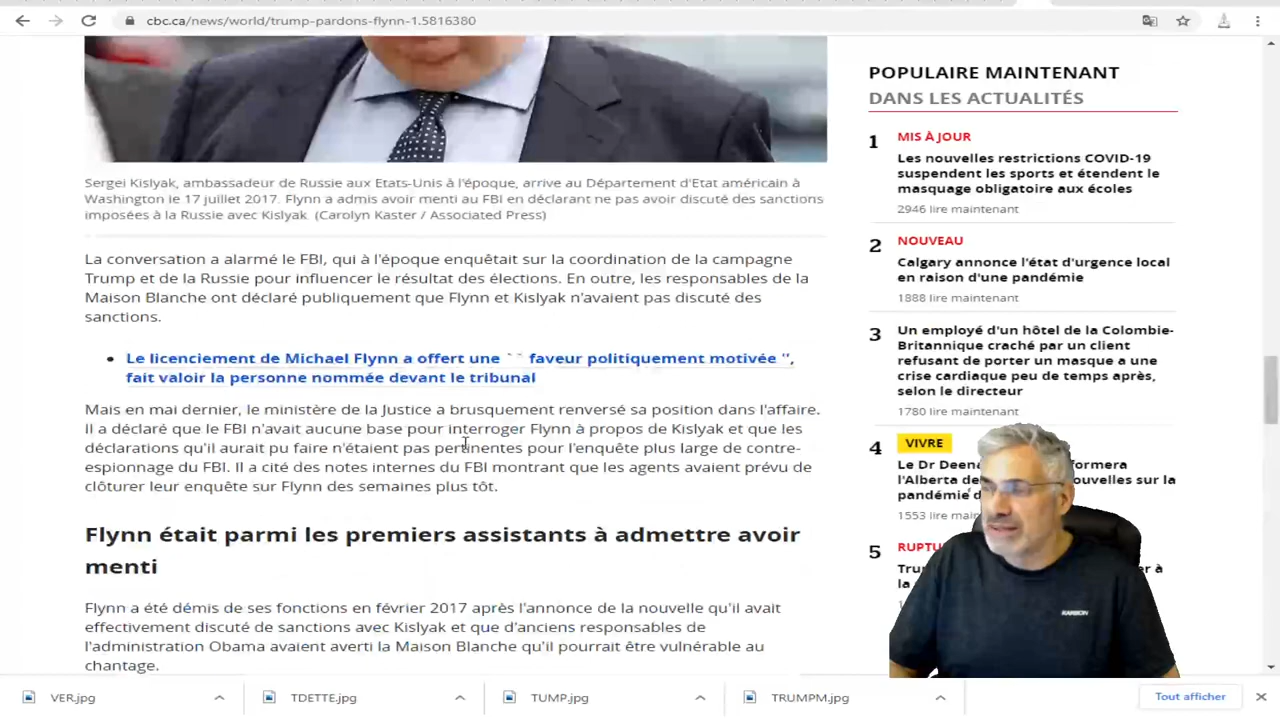 cbc.ca/news/world/trump-pardons-flynn-1.5816380
Sergei Kislyak, ambassadeur de Russie aux Etats-Unis à l'époque, arrive au Département d'Etat américain à
Washington le 17 juillet 2017. Flynn a admis avoir menti au FBI en déclarant ne pas avoir discuté des sanctions
imposées à la Russie avec Kislyak. (Carolyn Kaster / Associated Press)
La conversation a alarmé le FBI, qui à l'époque enquêtait sur la coordination de la campagne
Trump et de la Russie pour influencer le résultat des élections. En outre, les responsables de la
Maison Blanche ont déclaré publiquement que Flynn et Kislyak n'avaient pas discuté des
sanctions.
• Le licenciement de Michael Flynn a offert une `` faveur politiquement motivée '',
fait valoir la personne nommée devant le tribunal
Mais en mai dernier, le ministère de la Justice a brusquement renversé sa position dans l'affaire.
Il a déclaré que le FBI n'avait aucune base pour interroger Flynn à propos de Kislyak et que les
déclarations qu'il aurait pu faire n'étaient pas pertinentes pour l'enquête plus large de contre-
espionnage du FBI. Il a cité des notes internes du FBI montrant que les agents avaient prévu de
clôturer leur enquête sur Flynn des semaines plus tôt.
Flynn était parmi les premiers assistants à admettre avoir
menti
Flynn a été démis de ses fonctions en février 2017 après l'annonce de la nouvelle qu'il avait
effectivement discuté de sanctions avec Kislyak et que d'anciens responsables de
l'administration Obama avaient averti la Maison Blanche qu'il pourrait être vulnérable au
chantage.
POPULAIRE MAINTENANT
DANS LES ACTUALITÉS
1 MIS À JOUR
Les nouvelles restrictions COVID-19
suspendent les sports et étendent le
masquage obligatoire aux écoles
2946 lire maintenant
2 NOUVEAU
Calgary annonce l'état d'urgence local
en raison d'une pandémie
1888 lire maintenant
3 Un employé d'un hôtel de la Colombie-
Britannique craché par un client
refusant de porter un masque a une
crise cardiaque peu de temps après,
selon le directeur
1780 lire maintenant
4 VIVRE
Le Dr Deena formera
l'Alberta de ouvelles sur la
pandémie d
1553 lire main
5 RUPTU
Tru er à
la
KARBON
VER.jpg
TDETTE.jpg
TUMP.jpg
TRUMPM.jpg
Tout afficher